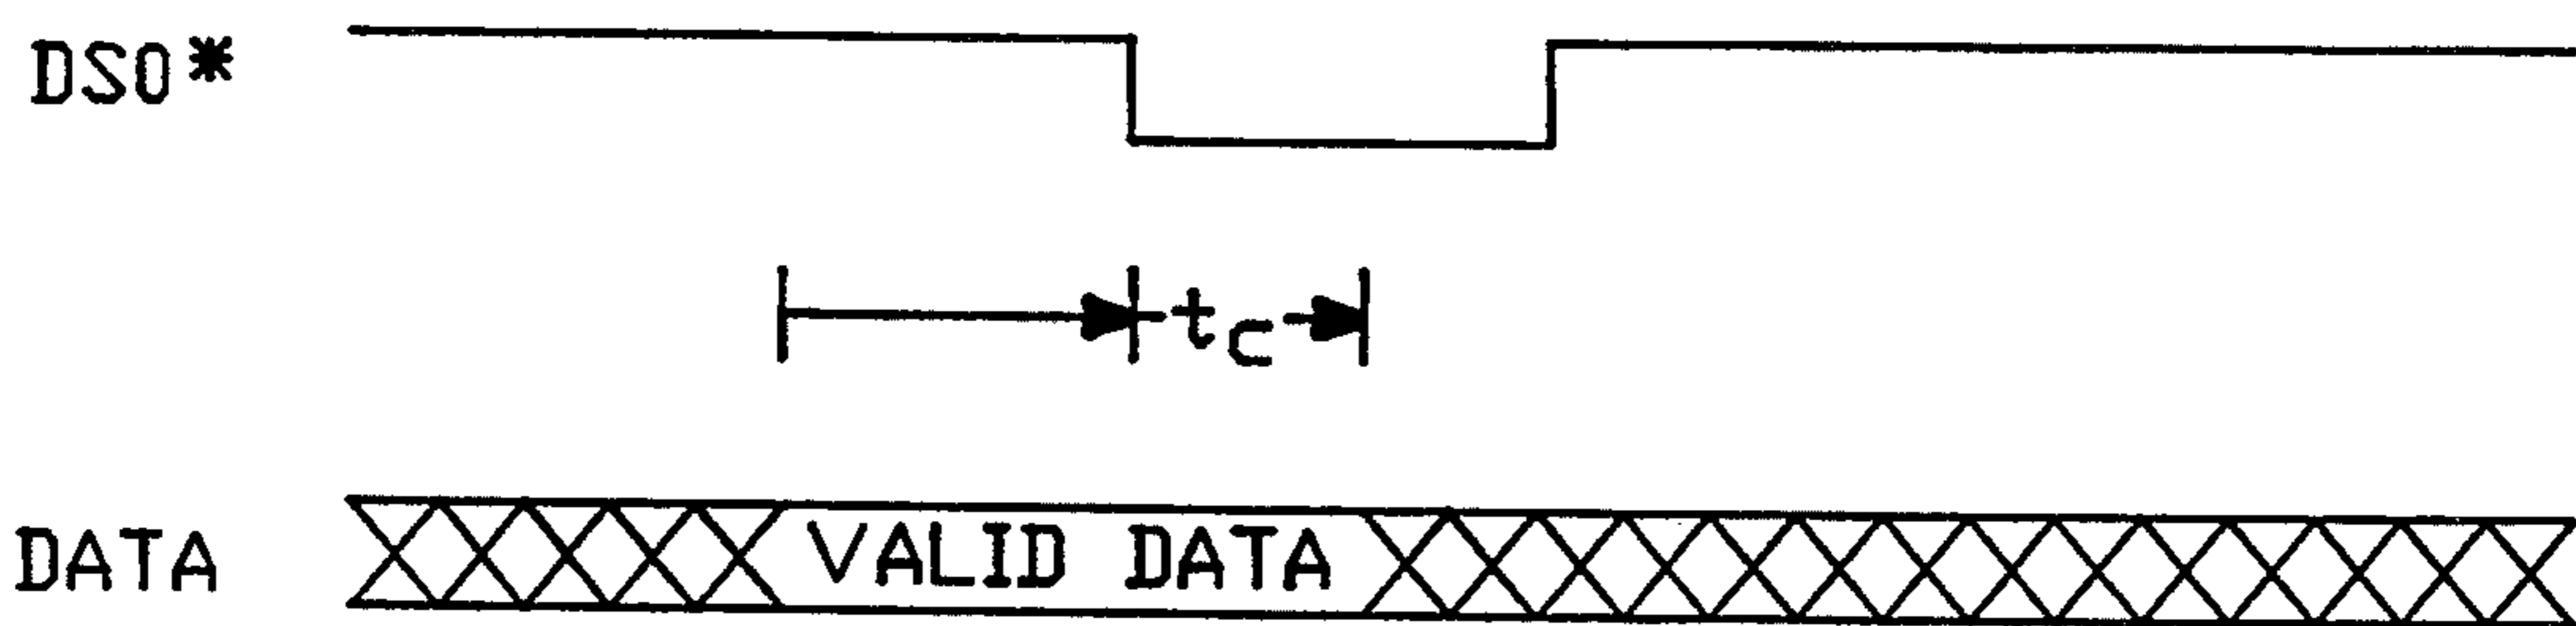 DS0*
tc
DATA VALID DATA